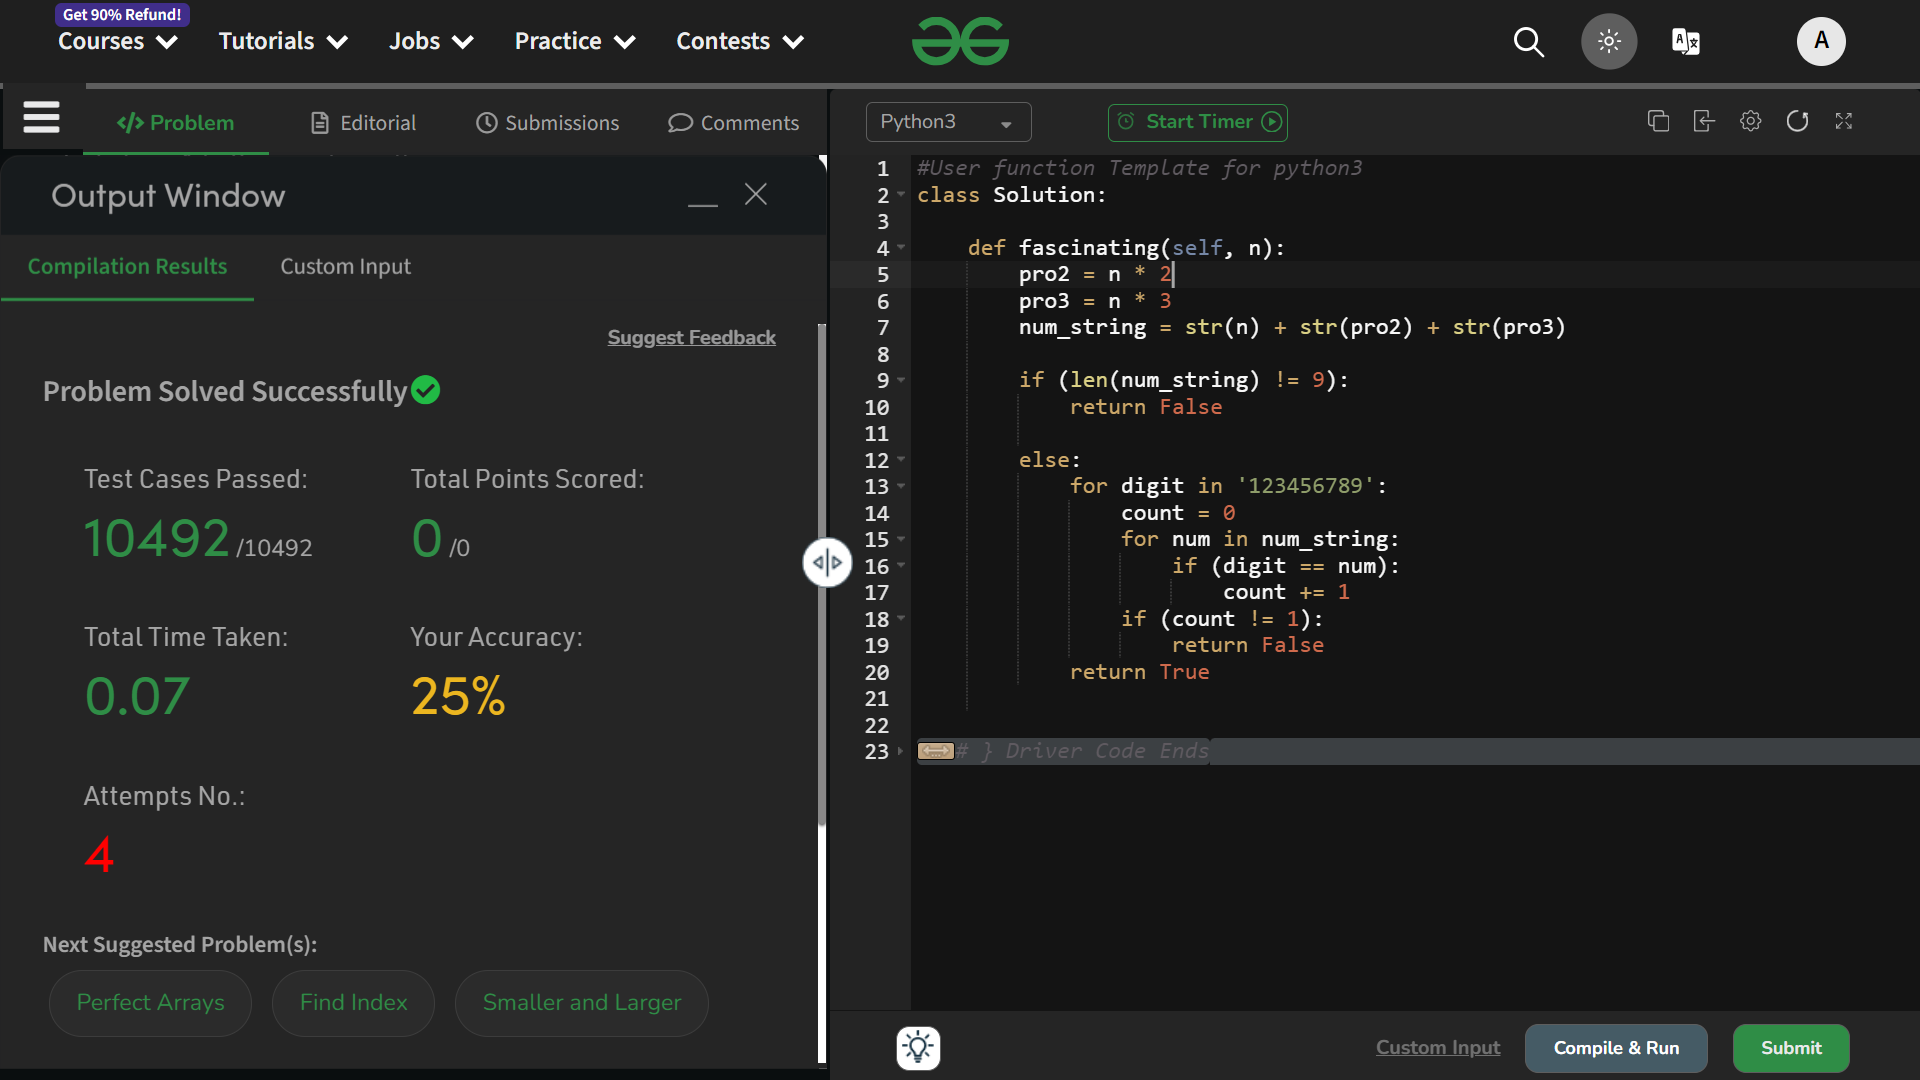 Get 90% Refund!
Courses Tutorials Jobs Practice Contests
A
Problem Editorial Submissions Comments
Output Window
Compilation Results Custom Input
Suggest Feedback
Problem Solved Successfully
Test Cases Passed: Total Points Scored:
10492 /10492 0 /0
Total Time Taken: Your Accuracy:
0.07 25%
Attempts No.:
4
Next Suggested Problem(s):
Perfect Arrays Find Index Smaller and Larger
Python3 Start Timer
1 #User function Template for python3
2 class Solution:
3
4     def fascinating(self, n):
5         pro2 = n * 2
6         pro3 = n * 3
7         num_string = str(n) + str(pro2) + str(pro3)
8
9         if (len(num_string) != 9):
10             return False
11
12         else:
13             for digit in '123456789':
14                 count = 0
15                 for num in num_string:
16                     if (digit == num):
17                         count += 1
18                 if (count != 1):
19                     return False
20             return True
21
22
23 # } Driver Code Ends
Custom Input Compile & Run Submit